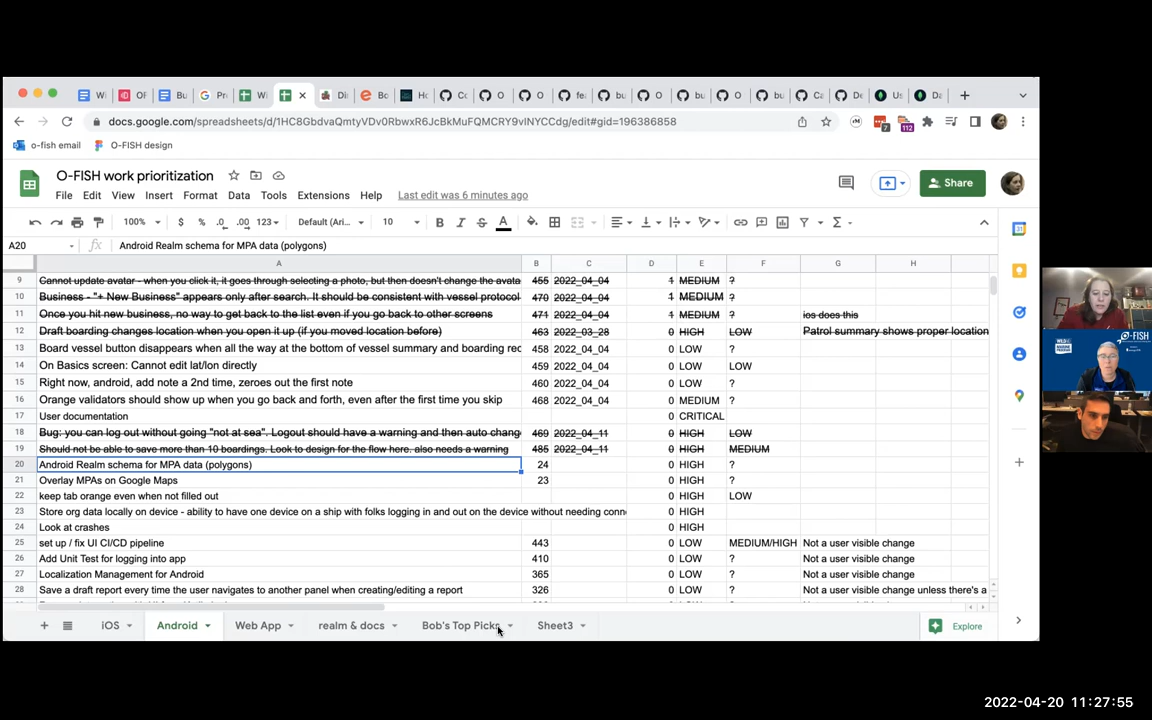 Wi
OF
Bu
Pr
Wi
Di
Bo
Ho
Co
O
O
fea
bu
O
bu
O
bu
Ca
De
Us
Da
docs.google.com/spreadsheets/d/1HC8GbdvaQmtyVDv0RbwxR6JcBkMuFQMCRY9vINYCCdg/edit#gid=196386858
7
112
o-fish email O-FISH design
O-FISH work prioritization
Share
File Edit View Insert Format Data Tools Extensions Help Last edit was 6 minutes ago
100% $ % .0 .00 123 Default (Ari... 10 B I S A
A20 fx Android Realm schema for MPA data (polygons)
A B C D E F G H
9 Cannot update avatar - when you click it, it goes through selecting a photo, but then doesn't change the avata 455 2022_04_04 1 MEDIUM ?
10 Business - "+ New Business" appears only after search. It should be consistent with vessel protocol 470 2022_04_04 1 MEDIUM ?
11 Once you hit new business, no way to get back to the list even if you go back to other screens 471 2022_04_04 1 MEDIUM ? ios does this
12 Draft boarding changes location when you open it up (if you moved location before) 463 2022_03_28 0 HIGH LOW Patrol summary shows proper location
13 Board vessel button disappears when all the way at the bottom of vessel summary and boarding rec 458 2022_04_04 0 LOW ?
14 On Basics screen: Cannot edit lat/lon directly 459 2022_04_04 0 LOW LOW
15 Right now, android, add note a 2nd time, zeroes out the first note 460 2022_04_04 0 LOW ?
16 Orange validators should show up when you go back and forth, even after the first time you skip 468 2022_04_04 0 MEDIUM ?
17 User documentation 0 CRITICAL
18 Bug: you can log out without going "not at sea". Logout should have a warning and then auto chang 469 2022_04_11 0 HIGH LOW
19 Should not be able to save more than 10 boardings. Look to design for the flow here. also needs a warning 485 2022_04_11 0 HIGH MEDIUM
20 Android Realm schema for MPA data (polygons) 24 0 HIGH ?
21 Overlay MPAs on Google Maps 23 0 HIGH ?
22 keep tab orange even when not filled out 0 HIGH LOW
23 Store org data locally on device - ability to have one device on a ship with folks logging in and out on the device without needing conn 0 HIGH
24 Look at crashes 0 HIGH
25 set up / fix UI CI/CD pipeline 443 0 LOW MEDIUM/HIGH Not a user visible change
26 Add Unit Test for logging into app 410 0 LOW ? Not a user visible change
27 Localization Management for Android 365 0 LOW ? Not a user visible change
28 Save a draft report every time the user navigates to another panel when creating/editing a report 326 0 LOW ? Not a user visible change unless there's a
iOS Android Web App realm & docs Bob's Top Picks Sheet3 Explore
O-FISH
2022-04-20 11:27:55